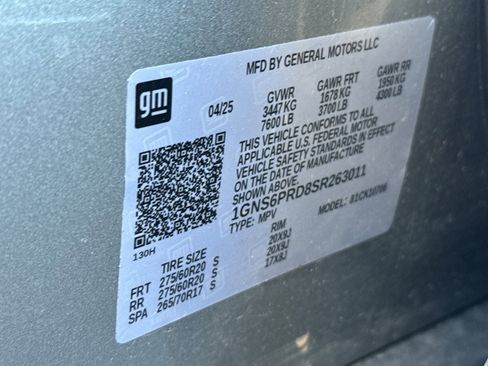 gm
MFD BY GENERAL MOTORS LLC
04/25
GVWR GAWR FRT GAWR RR
3447 KG 1678 KG 1950 KG
7600 LB 3700 LB 4300 LB
THIS VEHICLE CONFORMS TO ALL
APPLICABLE U.S. FEDERAL MOTOR
VEHICLE SAFETY STANDARDS IN
EFFECT ON THE DATE OF MANUFACTURE
SHOWN ABOVE.
1GNS6PRD8SR263011
TYPE: MPV MODEL: 81CK10706
130H
TIRE SIZE RIM
FRT 275/60R20 S 20X9J
RR 275/60R20 S 20X9J
SPA 265/70R17 S 17X8J